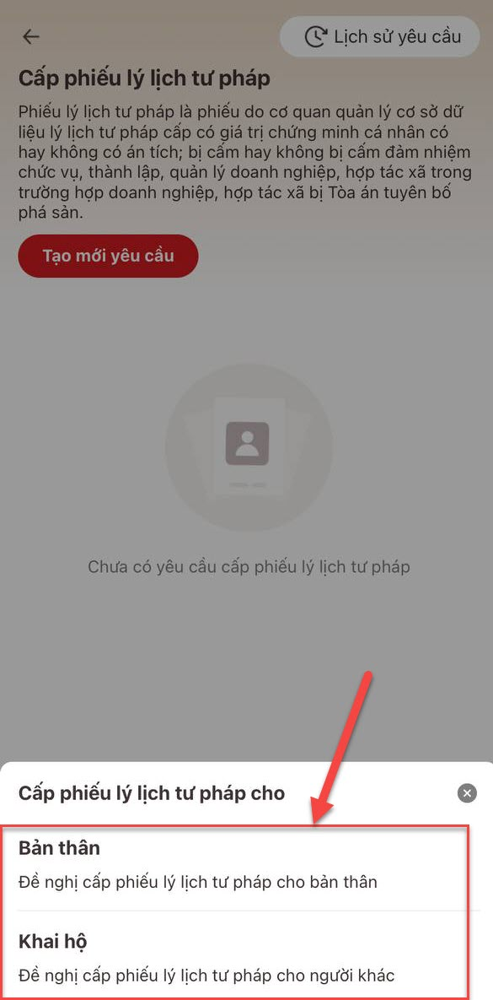 Lịch sử yêu cầu
Cấp phiếu lý lịch tư pháp
Phiếu lý lịch tư pháp là phiếu do cơ quan quản lý cơ sở dữ
liệu lý lịch tư pháp cấp có giá trị chứng minh cá nhân có
hay không có án tích; bị cấm hay không bị cấm đảm nhiệm
chức vụ, thành lập, quản lý doanh nghiệp, hợp tác xã trong
trường hợp doanh nghiệp, hợp tác xã bị Tòa án tuyên bố
phá sản.
Tạo mới yêu cầu
Chưa có yêu cầu cấp phiếu lý lịch tư pháp
Cấp phiếu lý lịch tư pháp cho
Bản thân
Đề nghị cấp phiếu lý lịch tư pháp cho bản thân
Khai hộ
Đề nghị cấp phiếu lý lịch tư pháp cho người khác